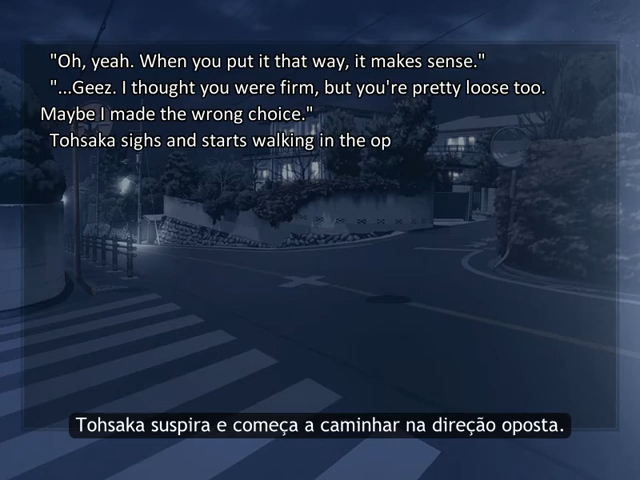 "Oh, yeah. When you put it that way, it makes sense."
"...Geez. I thought you were firm, but you're pretty loose too.
Maybe I made the wrong choice."
Tohsaka sighs and starts walking in the op
Tohsaka suspira e começa a caminhar na direção oposta.